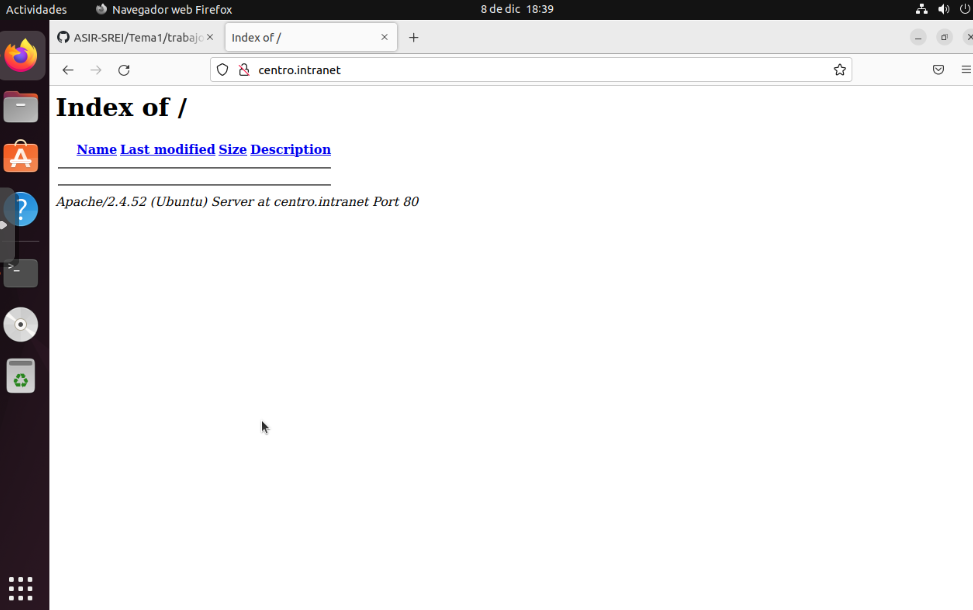 Actividades Navegador web Firefox 8 de dic 18:39
ASIR-SREI/Tema1/trabajo Index of /
centro.intranet
Index of /
Name Last modified Size Description
Apache/2.4.52 (Ubuntu) Server at centro.intranet Port 80